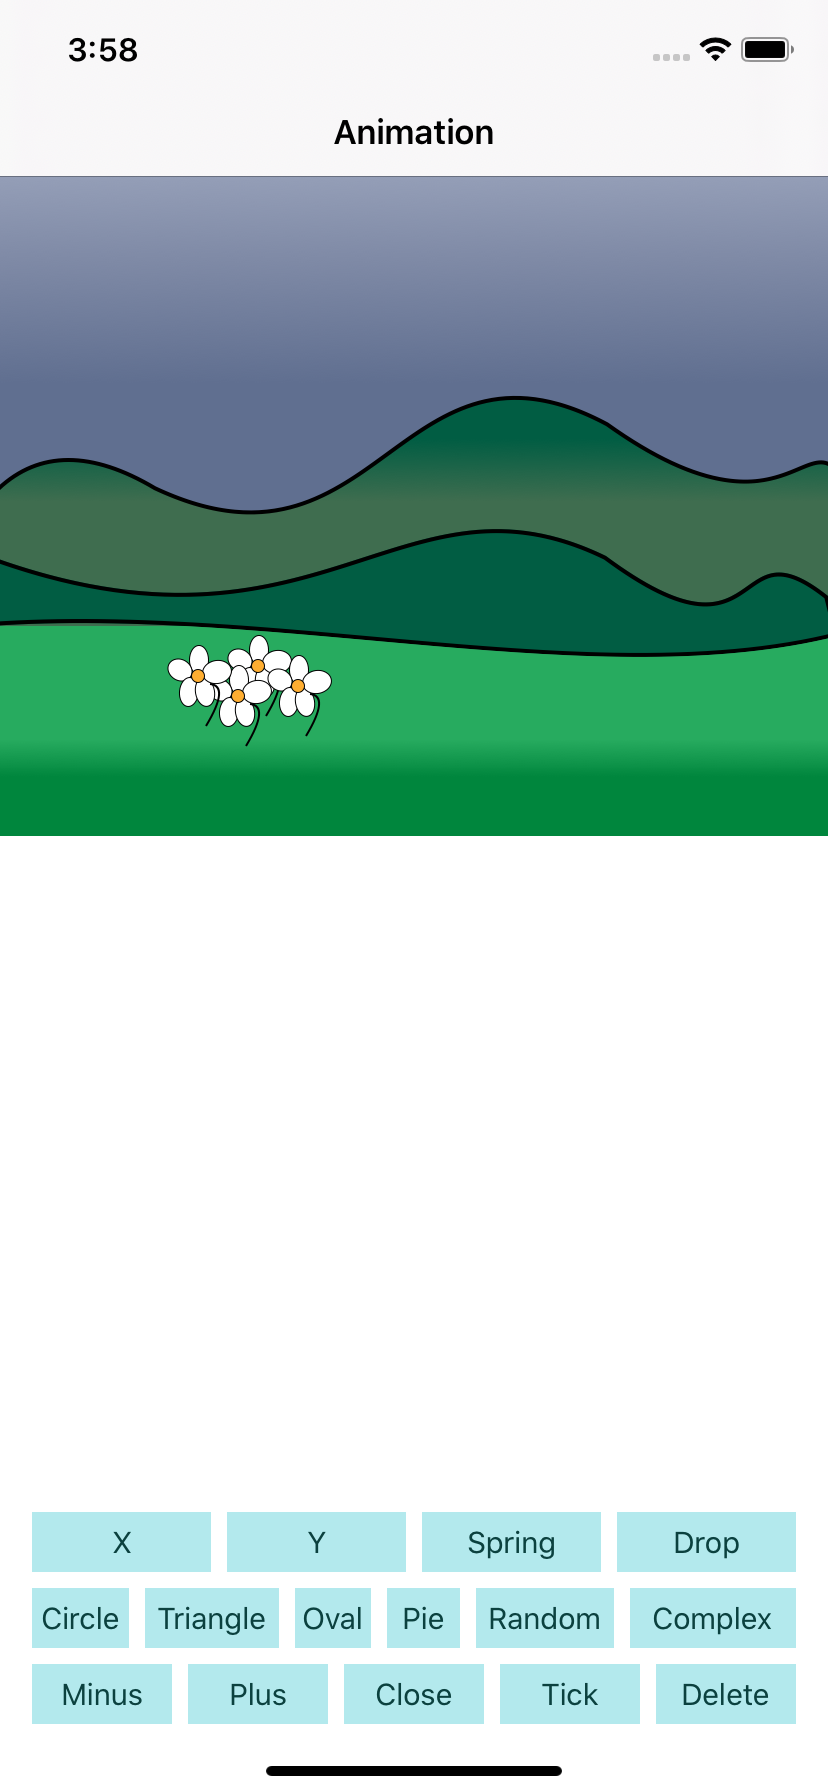 3:58
Animation
X Y Spring Drop
Circle Triangle Oval Pie Random Complex
Minus Plus Close Tick Delete